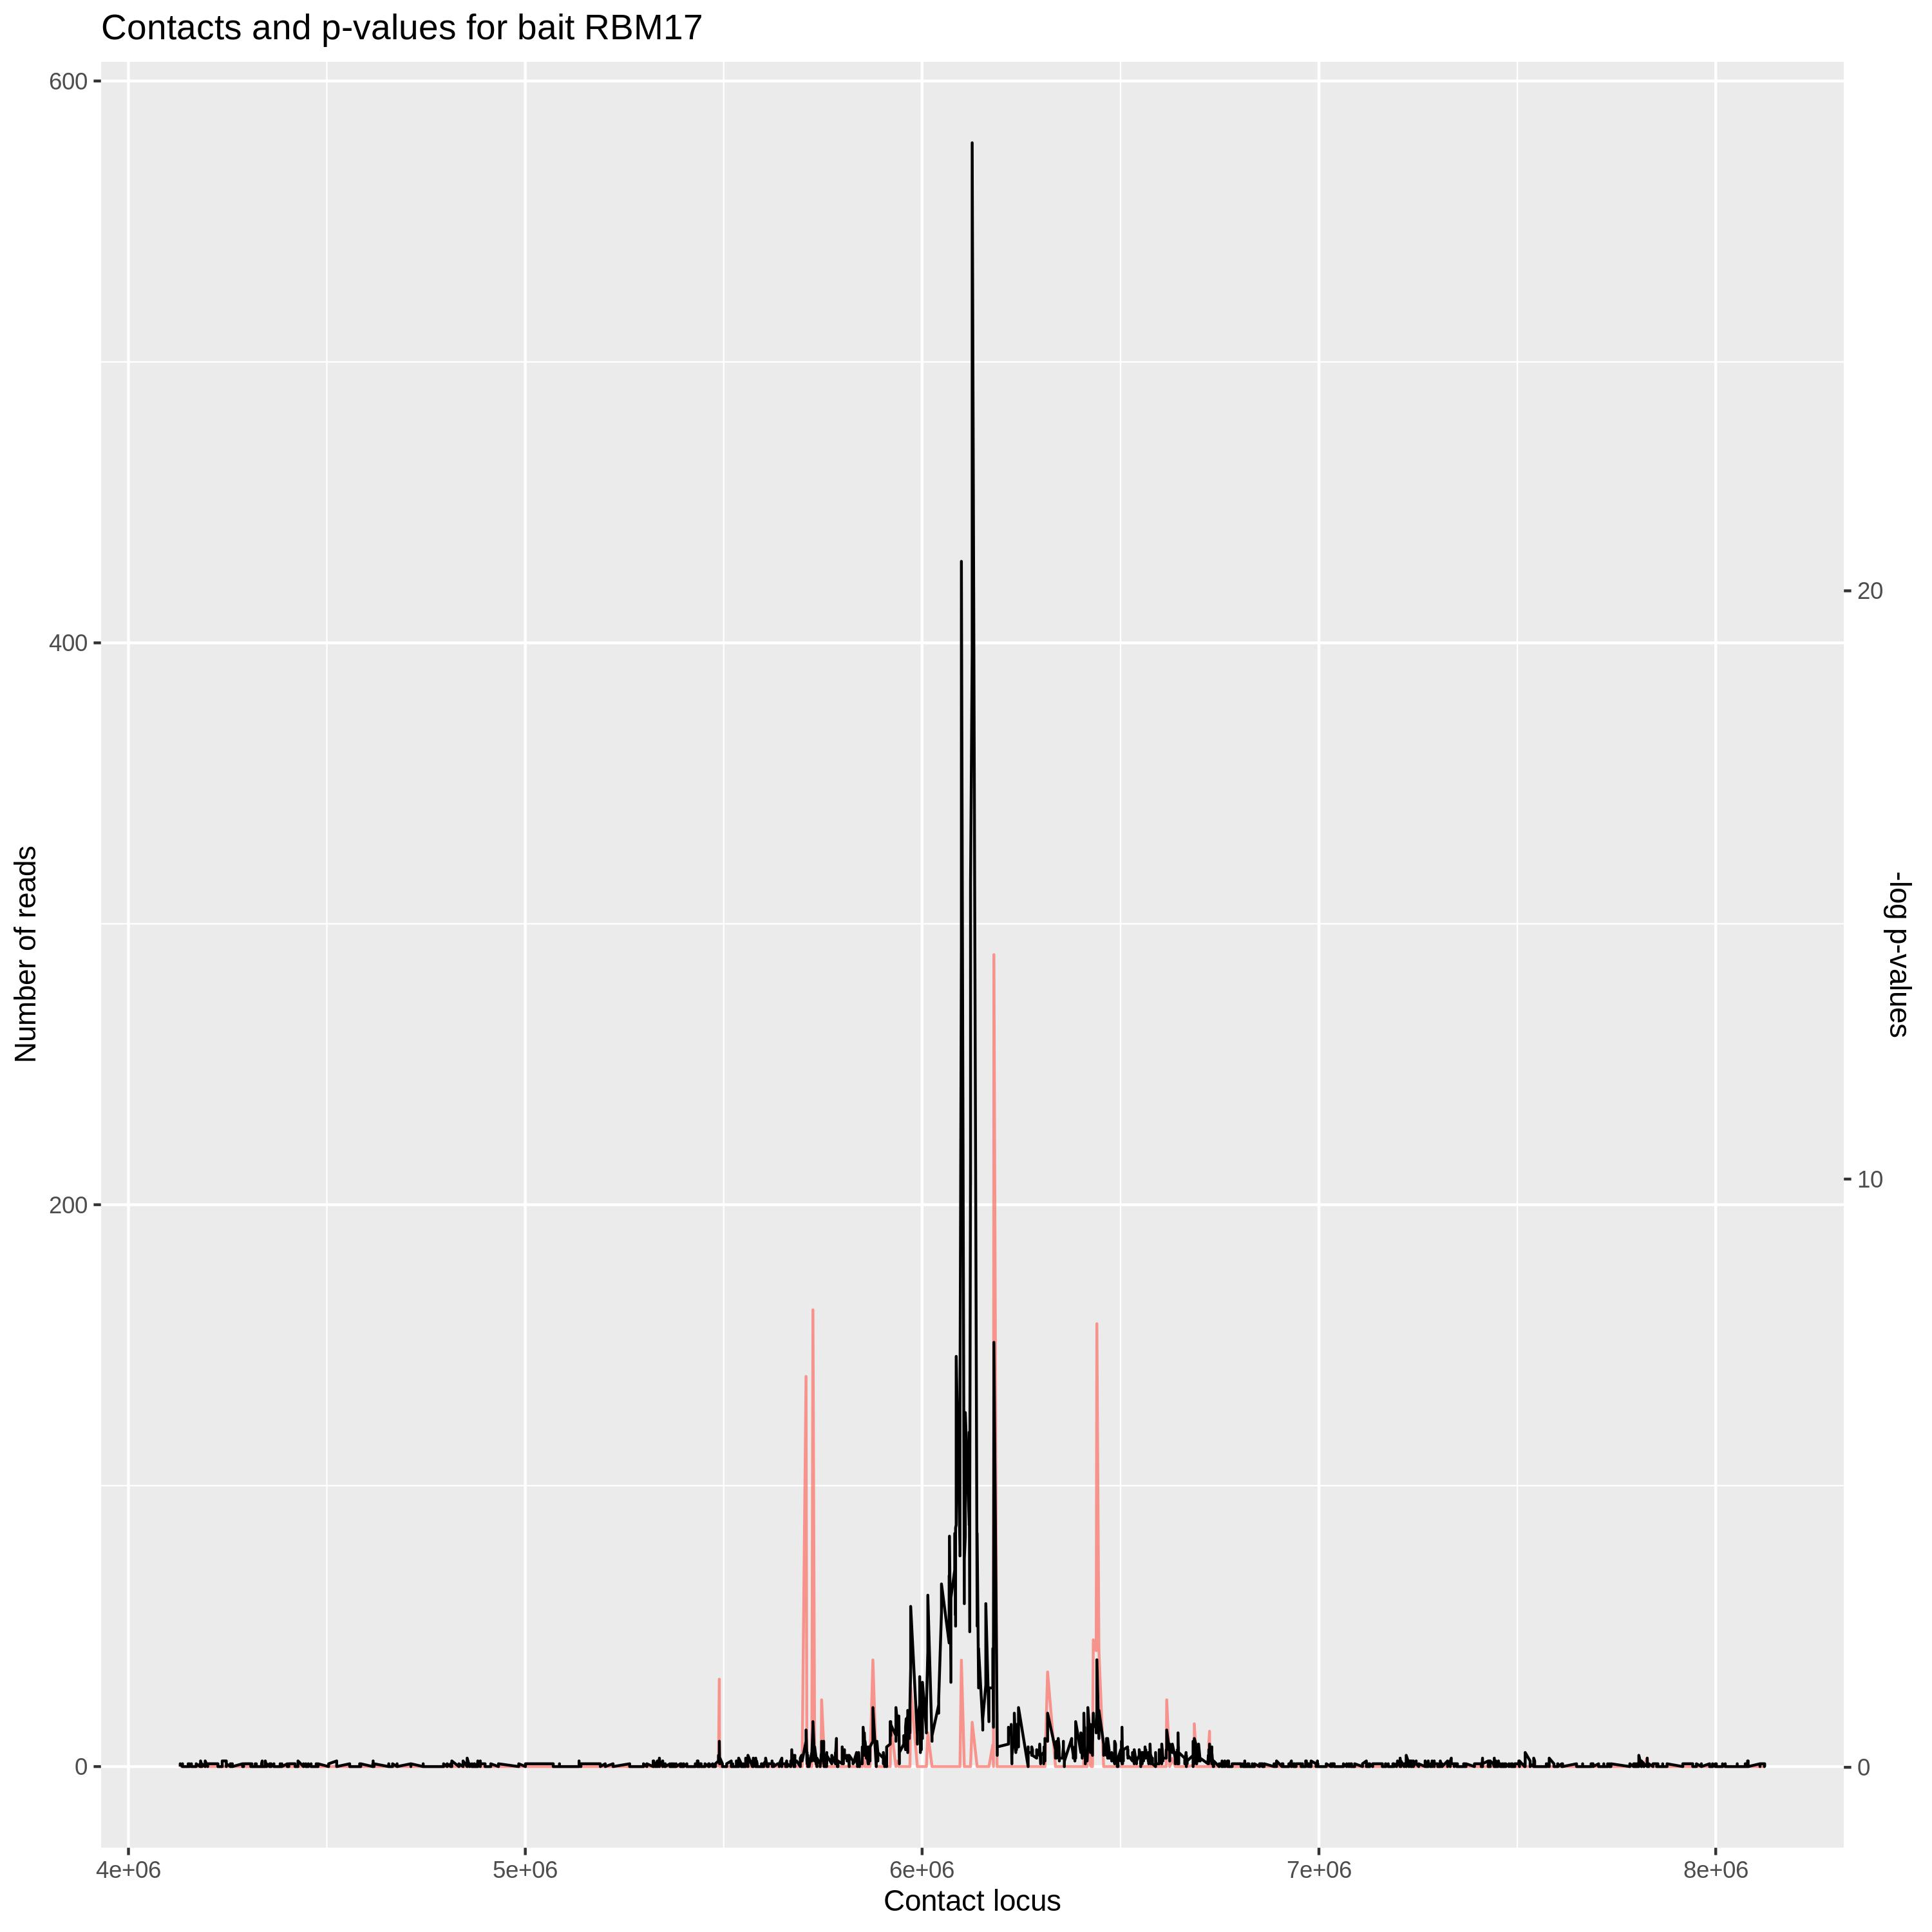 Contacts and p-values for bait RBM17
600
400
200
0
Number of reads
20
10
0
-log p-values
4e+06
5e+06
6e+06
7e+06
8e+06
Contact locus